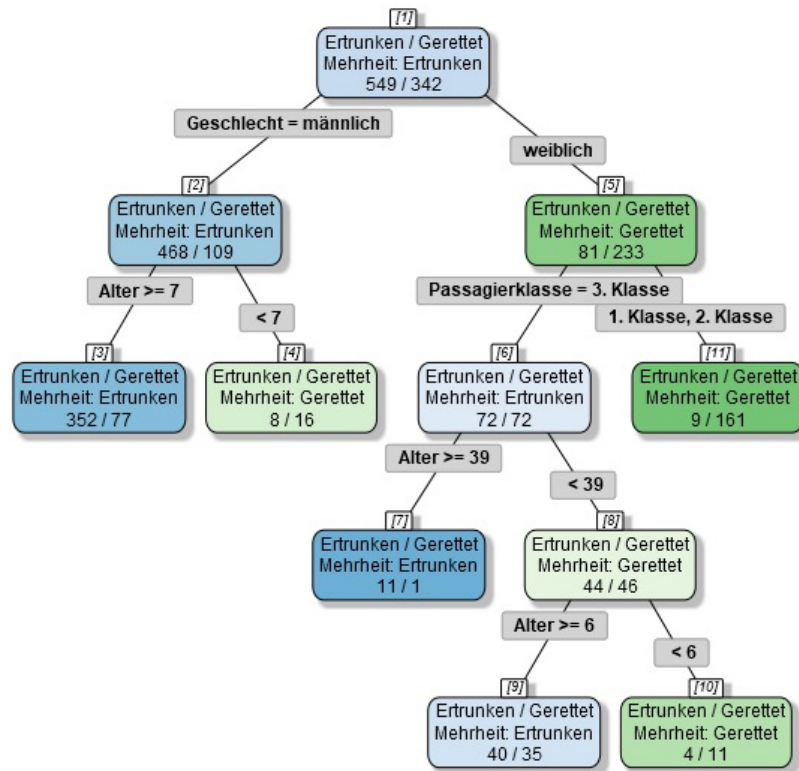 [1]
Ertrunken / Gerettet
Mehrheit: Ertrunken
549 / 342
Geschlecht = männlich
weiblich
[2]
Ertrunken / Gerettet
Mehrheit: Ertrunken
468 / 109
[5]
Ertrunken / Gerettet
Mehrheit: Gerettet
81 / 233
Alter >= 7
< 7
Passagierklasse = 3. Klasse
1. Klasse, 2. Klasse
[3]
Ertrunken / Gerettet
Mehrheit: Ertrunken
352 / 77
[4]
Ertrunken / Gerettet
Mehrheit: Gerettet
8 / 16
[6]
Ertrunken / Gerettet
Mehrheit: Ertrunken
72 / 72
[11]
Ertrunken / Gerettet
Mehrheit: Gerettet
9 / 161
Alter >= 39
< 39
[7]
Ertrunken / Gerettet
Mehrheit: Ertrunken
11 / 1
[8]
Ertrunken / Gerettet
Mehrheit: Gerettet
44 / 46
Alter >= 6
< 6
[9]
Ertrunken / Gerettet
Mehrheit: Ertrunken
40 / 35
[10]
Ertrunken / Gerettet
Mehrheit: Gerettet
4 / 11